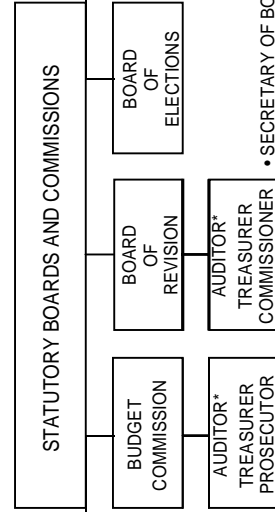 STATUTORY BOARDS AND COMMISSIONS
BUDGET
COMMISSION
BOARD
OF
REVISION
BOARD
OF
ELECTIONS
AUDITOR*
TREASURER
PROSECUTOR
AUDITOR*
TREASURER
COMMISSIONER
• SECRETARY OF BO